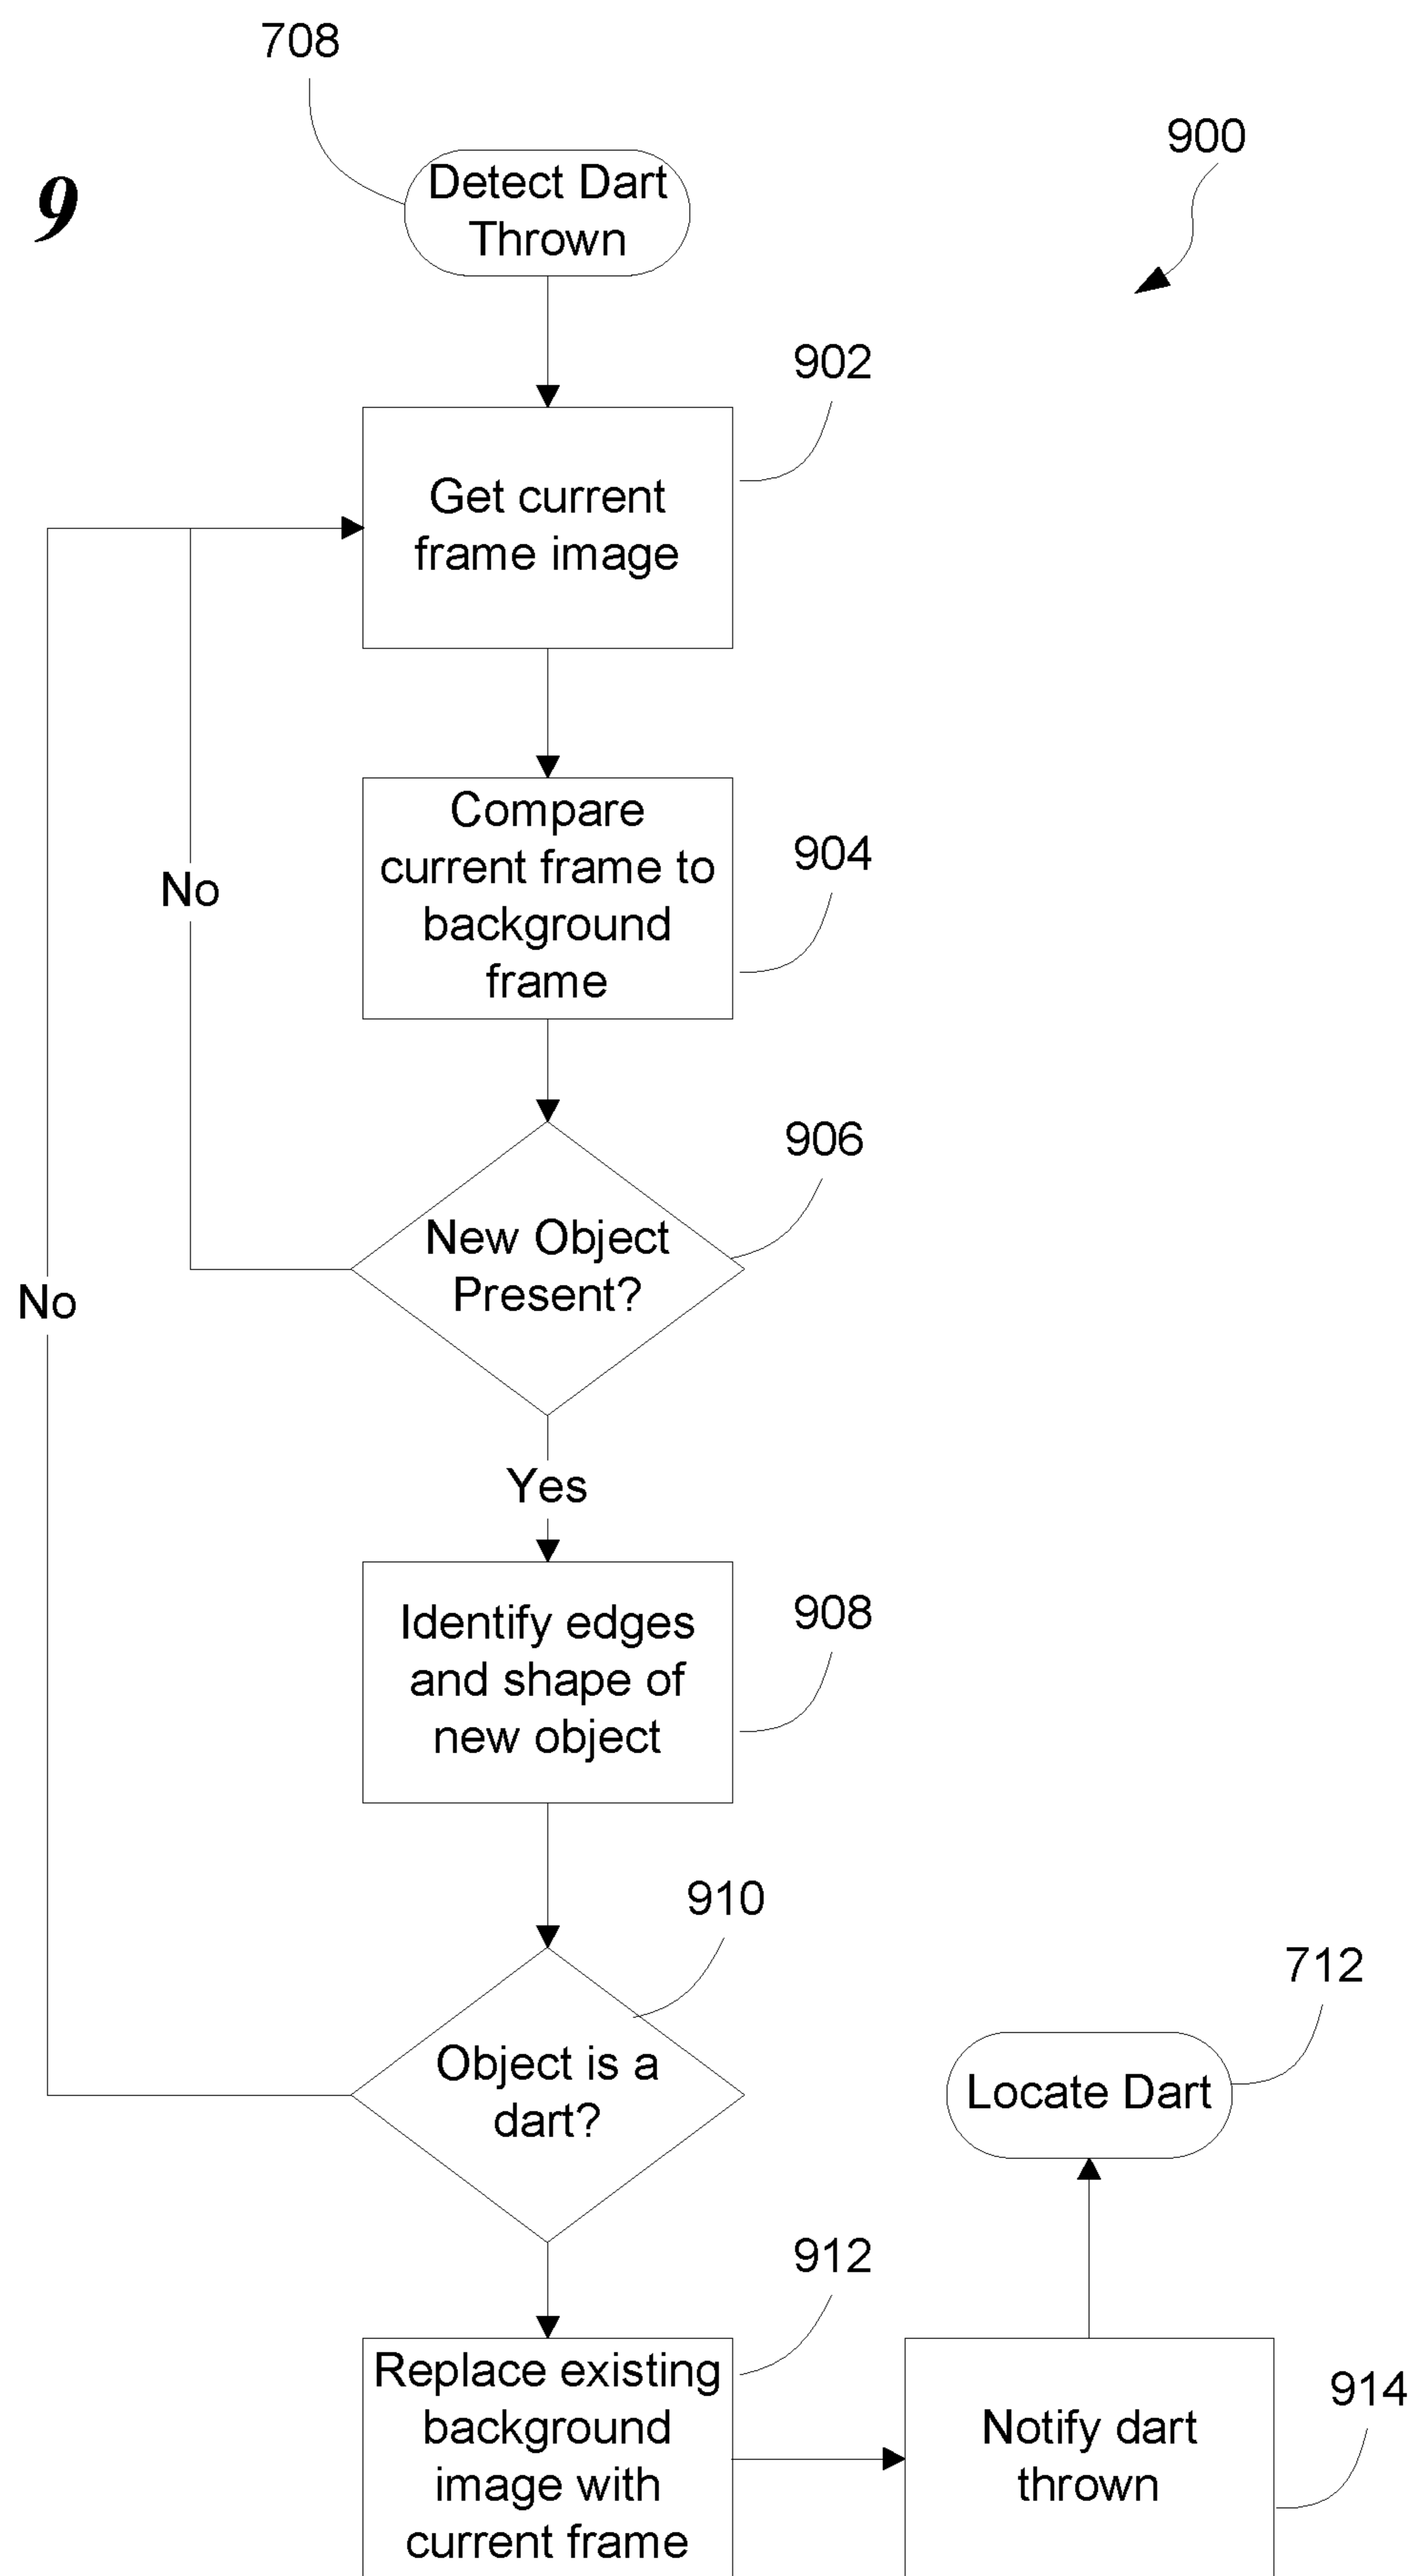 708
900
9
Detect Dart
Thrown
902
Get current
frame image
Compare
current frame to
background
frame
904
No
906
New Object
Present?
No
Yes
Identify edges
and shape of
new object
908
910
712
Object is a
dart?
Locate Dart
912
Replace existing
background
image with
current frame
914
Notify dart
thrown